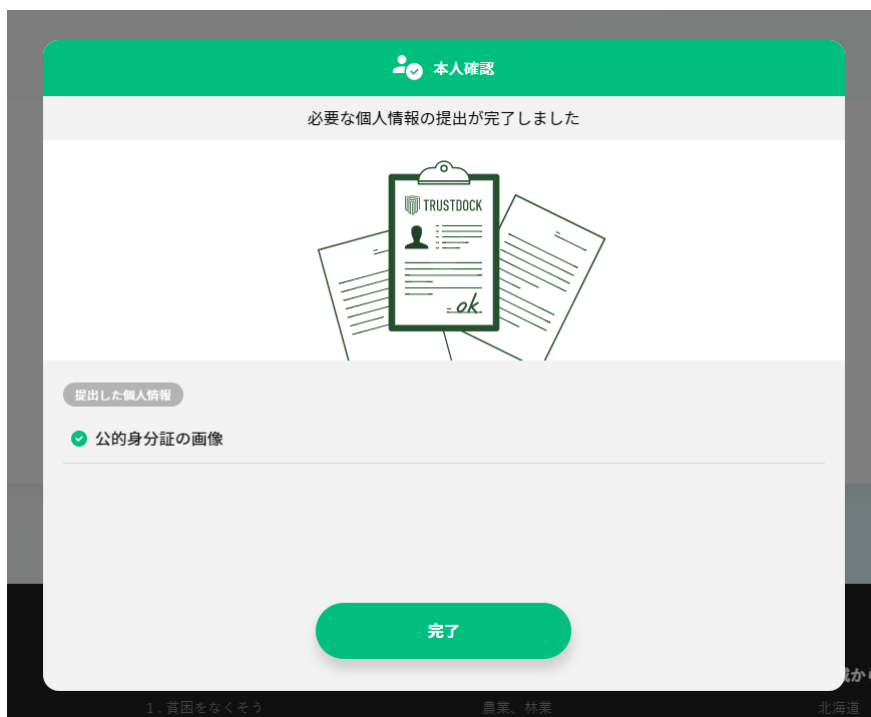 本人確認
必要な個人情報の提出が完了しました
TRUSTDOCK
ok
提出した個人情報
公的身分証の画像
完了
から
1.貧困をなくそう
農業、林業
北海道